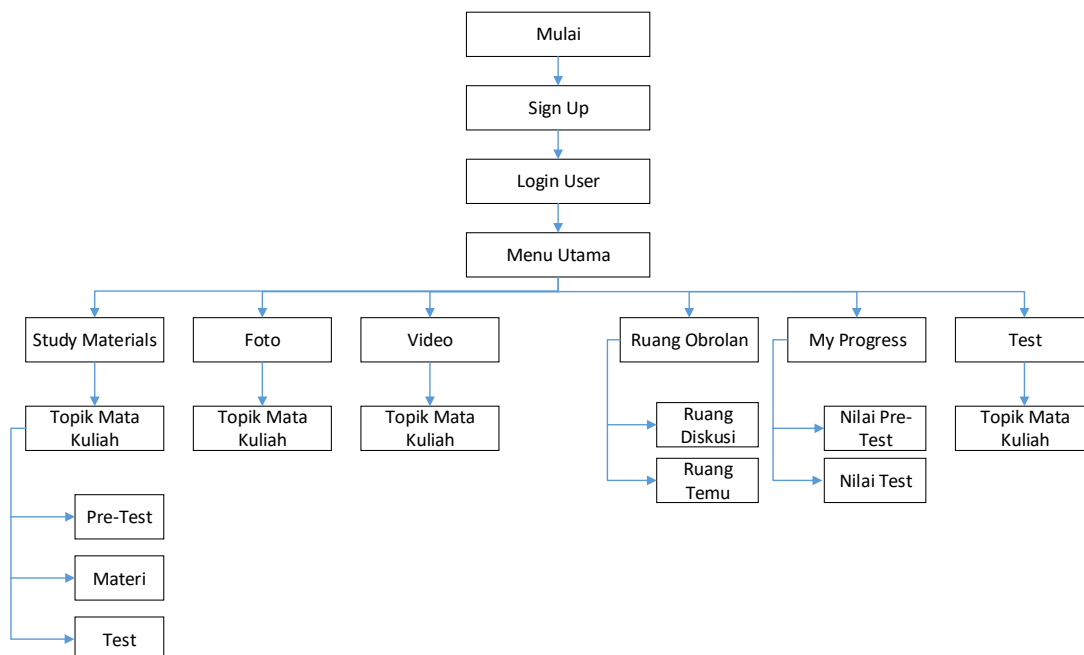 Mulai
Sign Up
Login User
Menu Utama
Study Materials
Foto
Video
Ruang Obrolan
My Progress
Test
Topik Mata
Kuliah
Topik Mata
Kuliah
Topik Mata
Kuliah
Ruang
Diskusi
Nilai Pre-
Test
Topik Mata
Kuliah
Ruang
Temu
Nilai Test
Pre-Test
Materi
Test